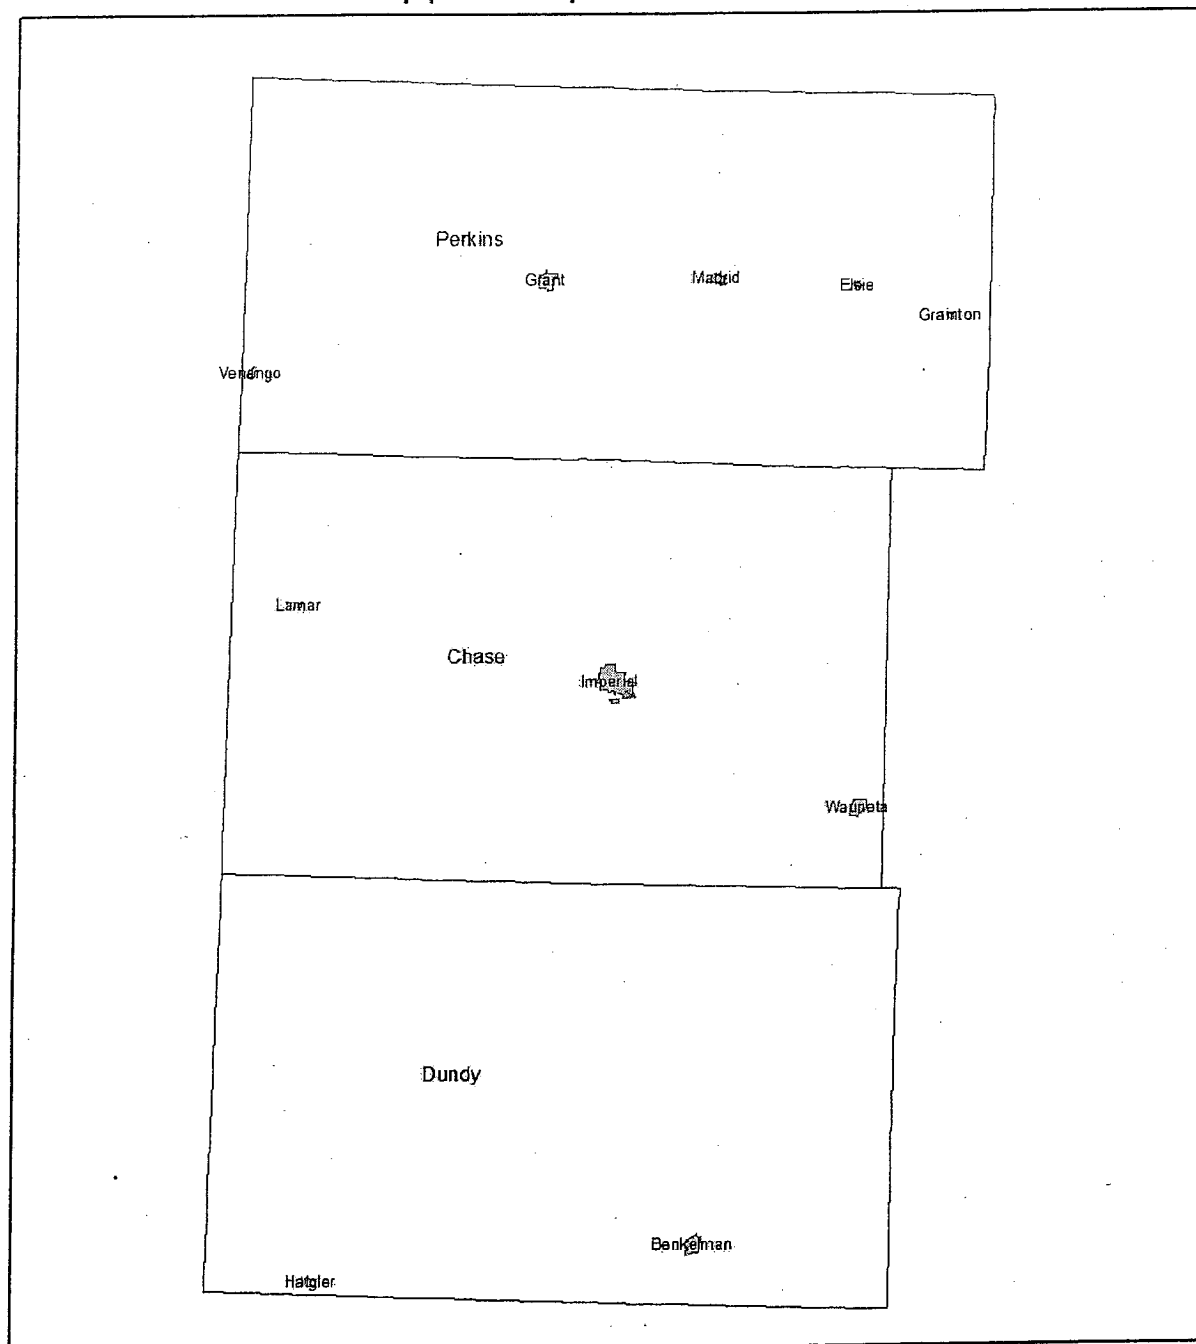 Perkins
Grant
Madrid
Elsie
Grainton
Venango
Lamar
Chase
Imperial
Wauneta
Dundy
Benkelman
Haigler